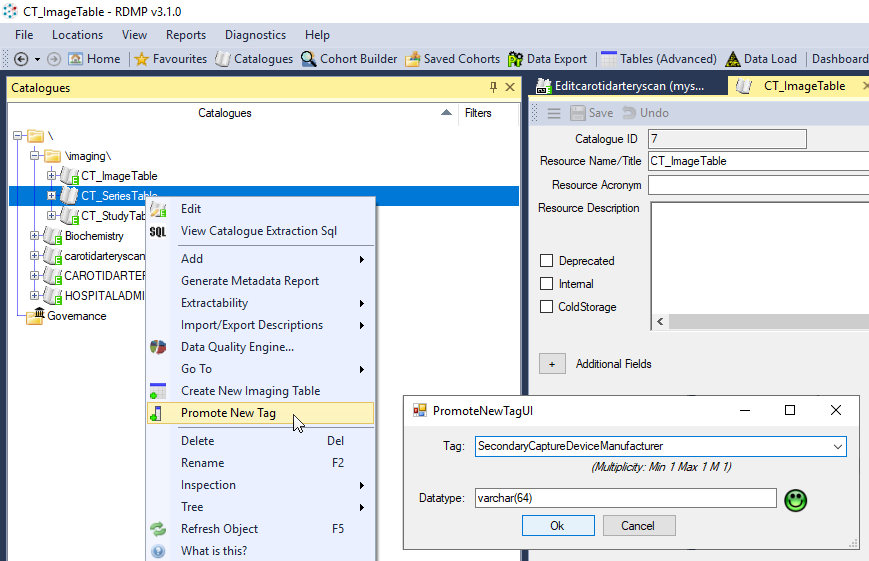 CT_ImageTable - RDMP v3.1.0
File Locations View Reports Diagnostics Help
Home Favourites Catalogues Cohort Builder Saved Cohorts Data Export Tables (Advanced) Data Load Dashboard
Catalogues
Catalogues Filters
\
\imaging\
CT_ImageTable
CT_SeriesTable
CT_StudyTab
Biochemistry
carotidarteryscan
CAROTIDARTER
HOSPITALADMI
Governance
Edit
SQL View Catalogue Extraction Sql
Add
Generate Metadata Report
Extractability
Import/Export Descriptions
Data Quality Engine...
Go To
Create New Imaging Table
Promote New Tag
Delete Del
Rename F2
Inspection
Tree
Refresh Object F5
What is this?
Editcarotidarteryscan (mys... CT_ImageTable
Save Undo
Catalogue ID 7
Resource Name/Title CT_ImageTable
Resource Acronym
Resource Description
Deprecated
Internal
ColdStorage
+ Additional Fields
PromoteNewTagUI
Tag: SecondaryCaptureDeviceManufacturer
(Multiplicity: Min 1 Max 1 M 1)
Datatype: varchar(64)
Ok Cancel